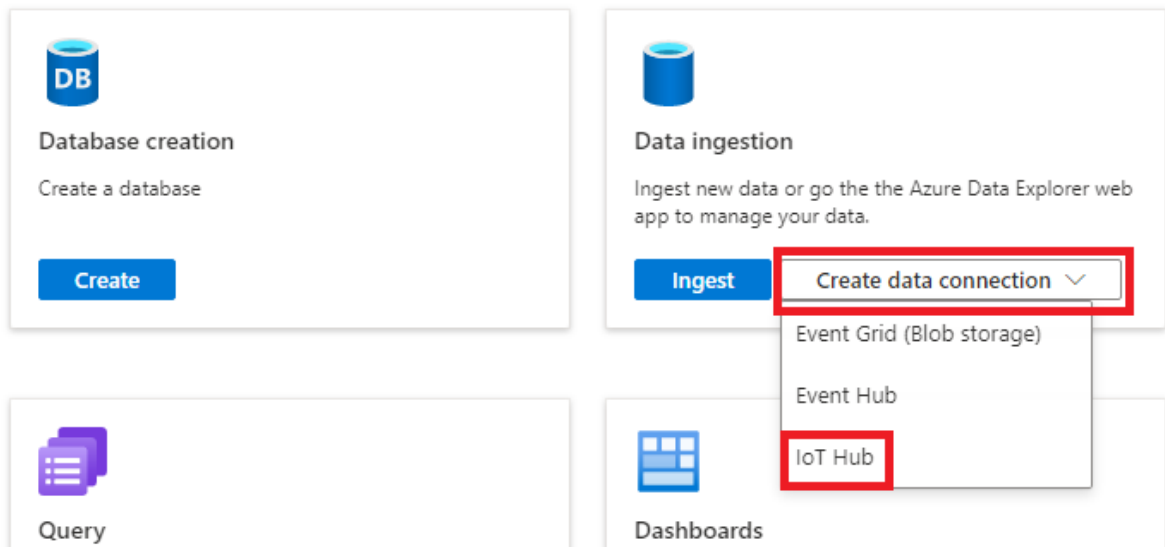 DB
Database creation
Create a database
Create
Data ingestion
Ingest new data or go the the Azure Data Explorer web
app to manage your data.
Ingest
Create data connection
Event Grid (Blob storage)
Event Hub
IoT Hub
Query
Dashboards